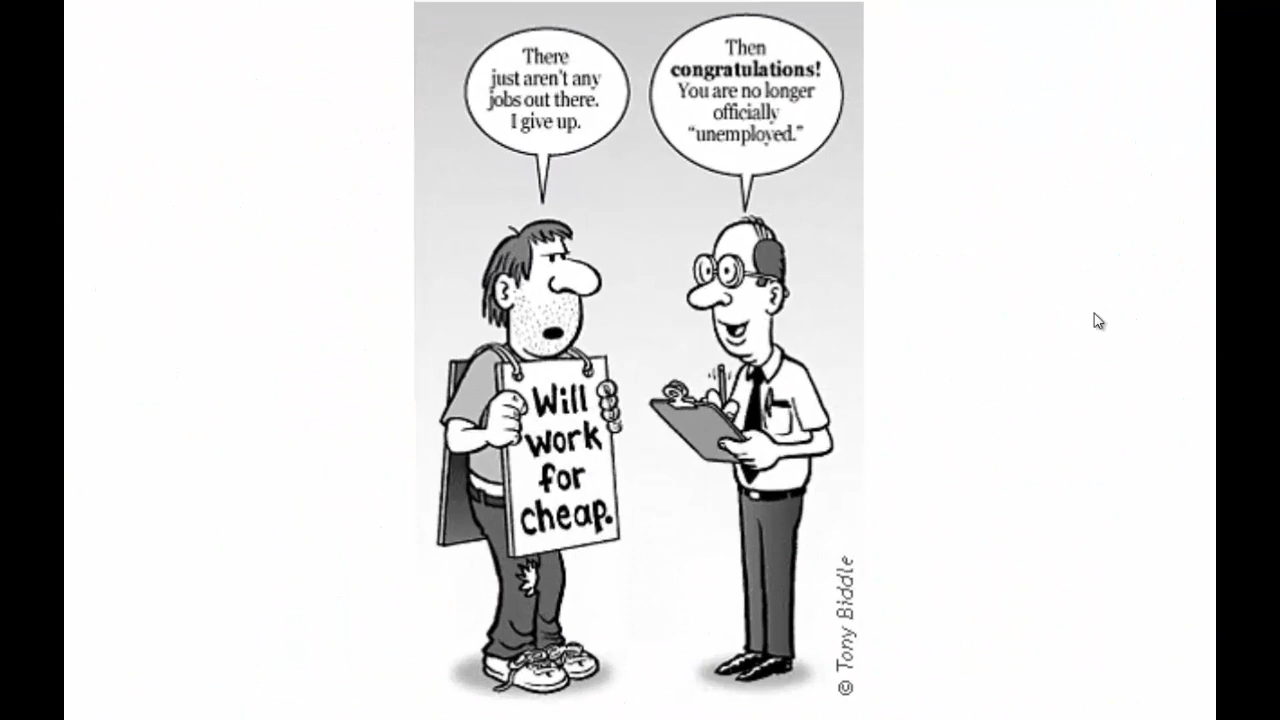 There
just aren't any
jobs out there.
I give up.
Then
congratulations!
You are no longer
officially
“unemployed.”
Will
work
for
cheap.
© Tony Biddle